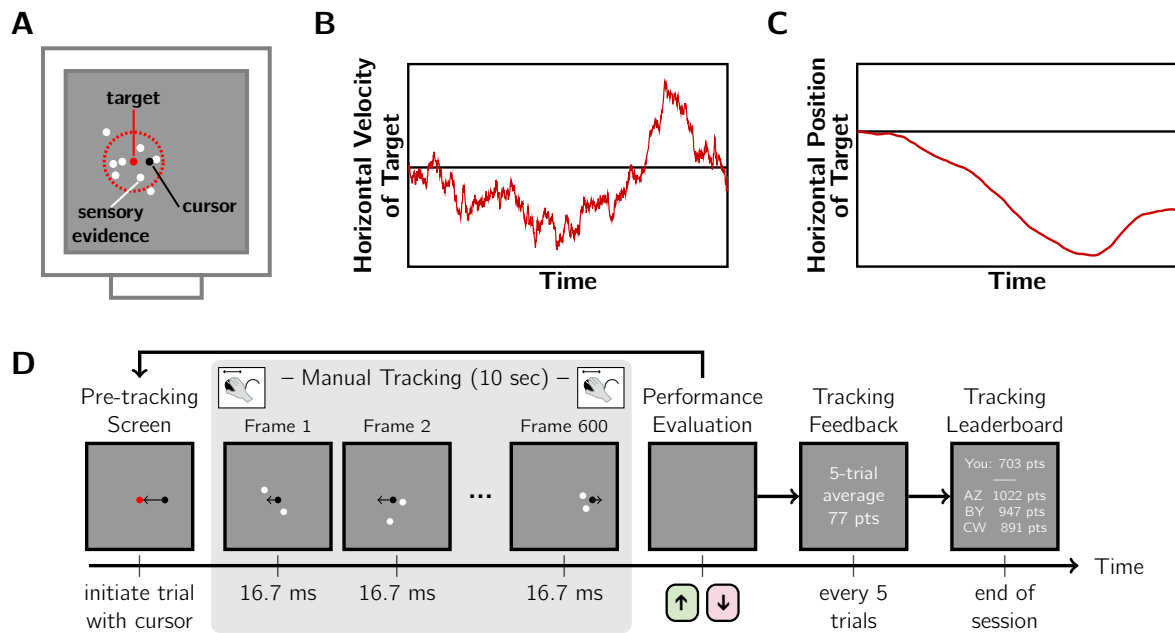 A
target
sensory
evidence
cursor
B
Horizontal Velocity
of Target
Time
C
Horizontal Position
of Target
Time
D
– Manual Tracking (10 sec) –
Pre-tracking
Screen
Frame 1
Frame 2
...
Frame 600
Performance
Evaluation
Tracking
Feedback
Tracking
Leaderboard
5-trial
average
77 pts
You: 703 pts
AZ 1022 pts
BY 947 pts
CW 891 pts
Time
initiate trial
with cursor
16.7 ms
16.7 ms
16.7 ms
every 5
trials
end of
session